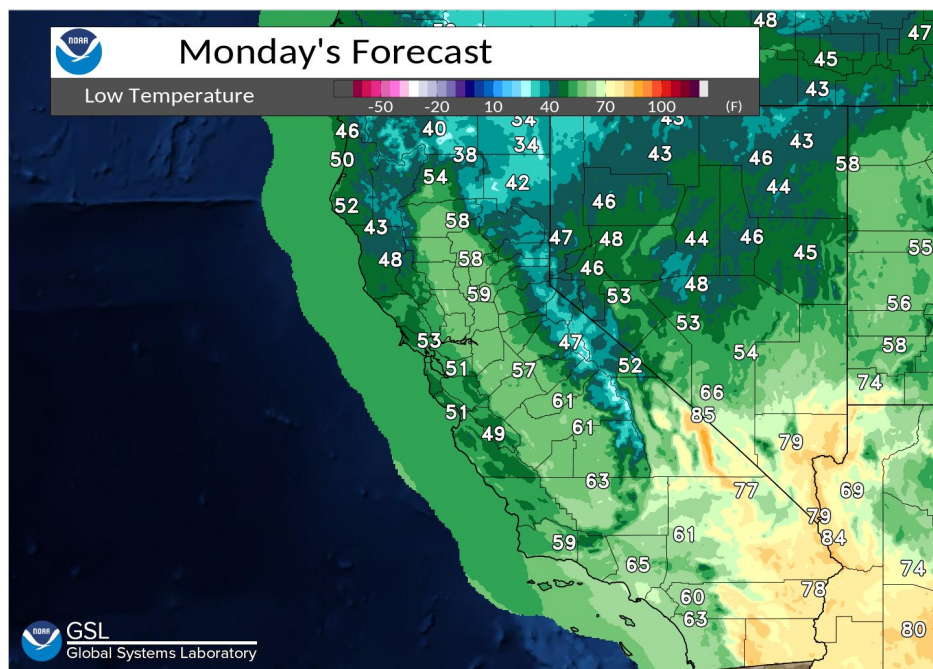 48
47
NOAA
Monday's Forecast
45
Low Temperature
-50 -20 10 40 70 100 (F)
43
46 40 34 43
50 38 34 43 46 43 58
54 42 44
52 58 46
43 47 48 44 46 45 55
48 58 46 48
59 53 56
53 47 53 58
51 57 52 54
51 61 66 74
49 61 85 79
63 77 69
79
59 61 84
65 74
60 78
63 80
NOAA
GSL
Global Systems Laboratory